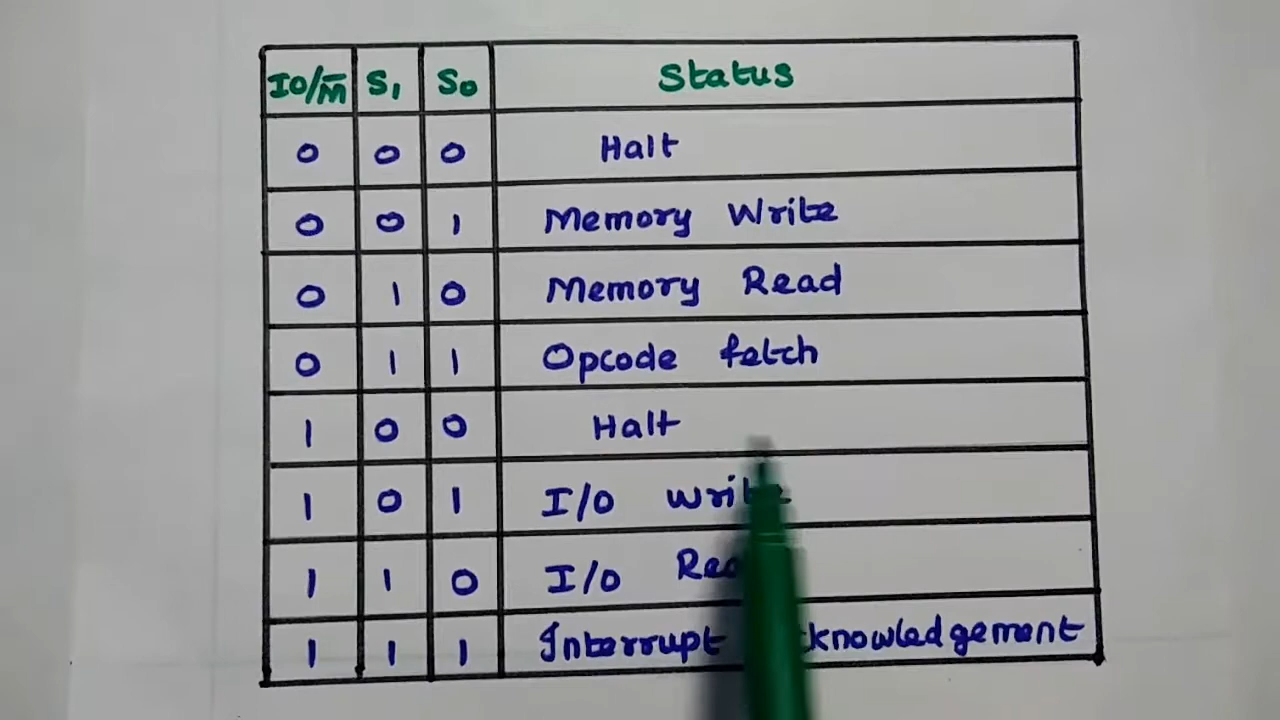 IO/M̅ S₁ S₀ Status
0 0 0 Halt
0 0 1 Memory Write
0 1 0 Memory Read
0 1 1 Opcode fetch
1 0 0 Halt
1 0 1 I/O Write
1 1 0 I/O
1 1 1 Interrupt